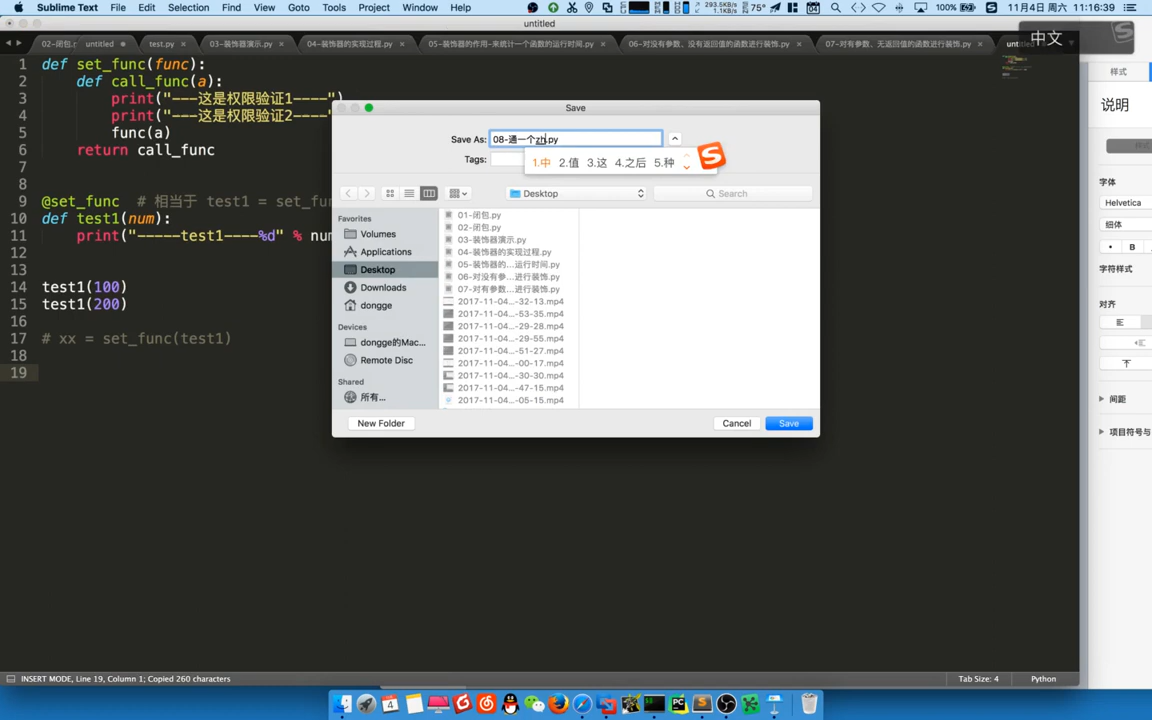 Sublime Text File Edit Selection Find View Goto Tools Project Window Help 293.5KB/s 1.1KB/s 75° 100% 11月4日 周六 11:16:39
untitled
02-闭包.p untitled test.py 03-装饰器演示.py 04-装饰器的实现过程.py 05-装饰器的作用-来统计一个函数的运行时间.py 06-对没有参数、没有返回值的函数进行装饰.py 07-对有参数、无返回值的函数进行装饰.py
中文
1 def set_func(func):
2 def call_func(a):
3 print("---这是权限验证1----")
4 print("---这是权限验证2----
5 func(a)
6 return call_func
7
8
9 @set_func # 相当于 test1 = set_fu
10 def test1(num):
11 print("-----test1----%d" % num
12
13
14 test1(100)
15 test1(200)
16
17 # xx = set_func(test1)
18
19
Save
Save As: 08-通一个zh.py
1.中 2.值 3.这 4.之后 5.种
Tags:
Desktop
Search
Favorites
Volumes
Applications
Desktop
Downloads
dongge
Devices
dongge的Mac...
Remote Disc
Shared
所有...
01-闭包.py
02-闭包.py
03-装饰器演示.py
04-装饰器的实现过程.py
05-装饰器的...运行时间.py
06-对没有参...进行装饰.py
07-对有参数...进行装饰.py
2017-11-04...-32-13.mp4
2017-11-04...-53-35.mp4
2017-11-04...-29-28.mp4
2017-11-04...-29-55.mp4
2017-11-04...-51-27.mp4
2017-11-04...-00-17.mp4
2017-11-04...-30-30.mp4
2017-11-04...-47-15.mp4
2017-11-04...-05-15.mp4
New Folder
Cancel
Save
样式
说明
字体
Helvetica
细体
B
字符样式
对齐
间距
项目符号与
INSERT MODE, Line 19, Column 1; Copied 260 characters
Tab Size: 4
Python